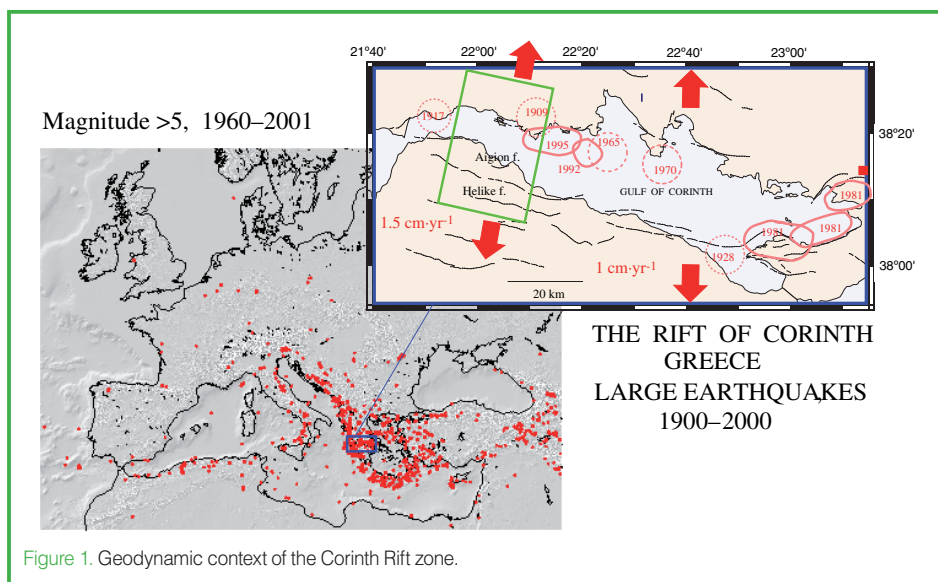 21°40' 22°00' 22°20' 22°40' 23°00'
Magnitude >5, 1960–2001
1917
1909
1995
1965
1992
1970
38°20'
Aigion f.
Helike f.
GULF OF CORINTH
1981
1981
1981
1928
1.5 cm·yr-1
1 cm·yr-1
38°00'
20 km
THE RIFT OF CORINTH
GREECE
LARGE EARTHQUAKES
1900–2000
Figure 1. Geodynamic context of the Corinth Rift zone.